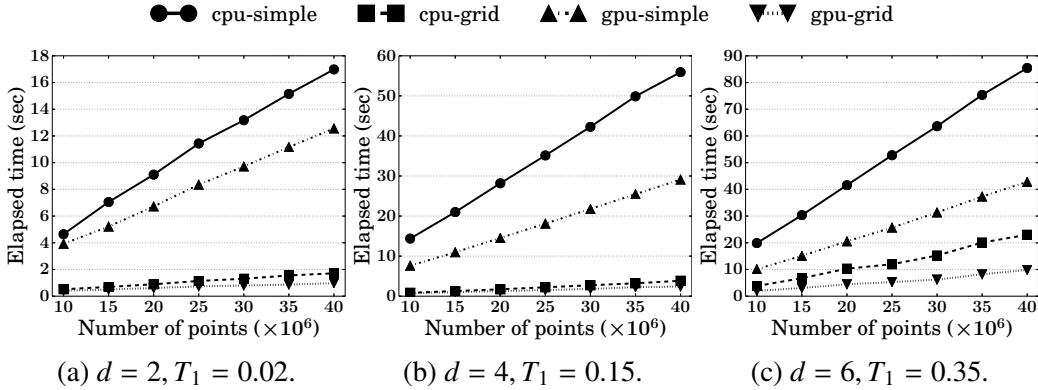 cpu-simple cpu-grid gpu-simple gpu-grid
Elapsed time (sec)
18
16
14
12
10
8
6
4
2
0
10 15 20 25 30 35 40
Number of points (×10⁶)
(a) d = 2, T₁ = 0.02.
Elapsed time (sec)
60
50
40
30
20
10
0
10 15 20 25 30 35 40
Number of points (×10⁶)
(b) d = 4, T₁ = 0.15.
Elapsed time (sec)
90
80
70
60
50
40
30
20
10
0
10 15 20 25 30 35 40
Number of points (×10⁶)
(c) d = 6, T₁ = 0.35.